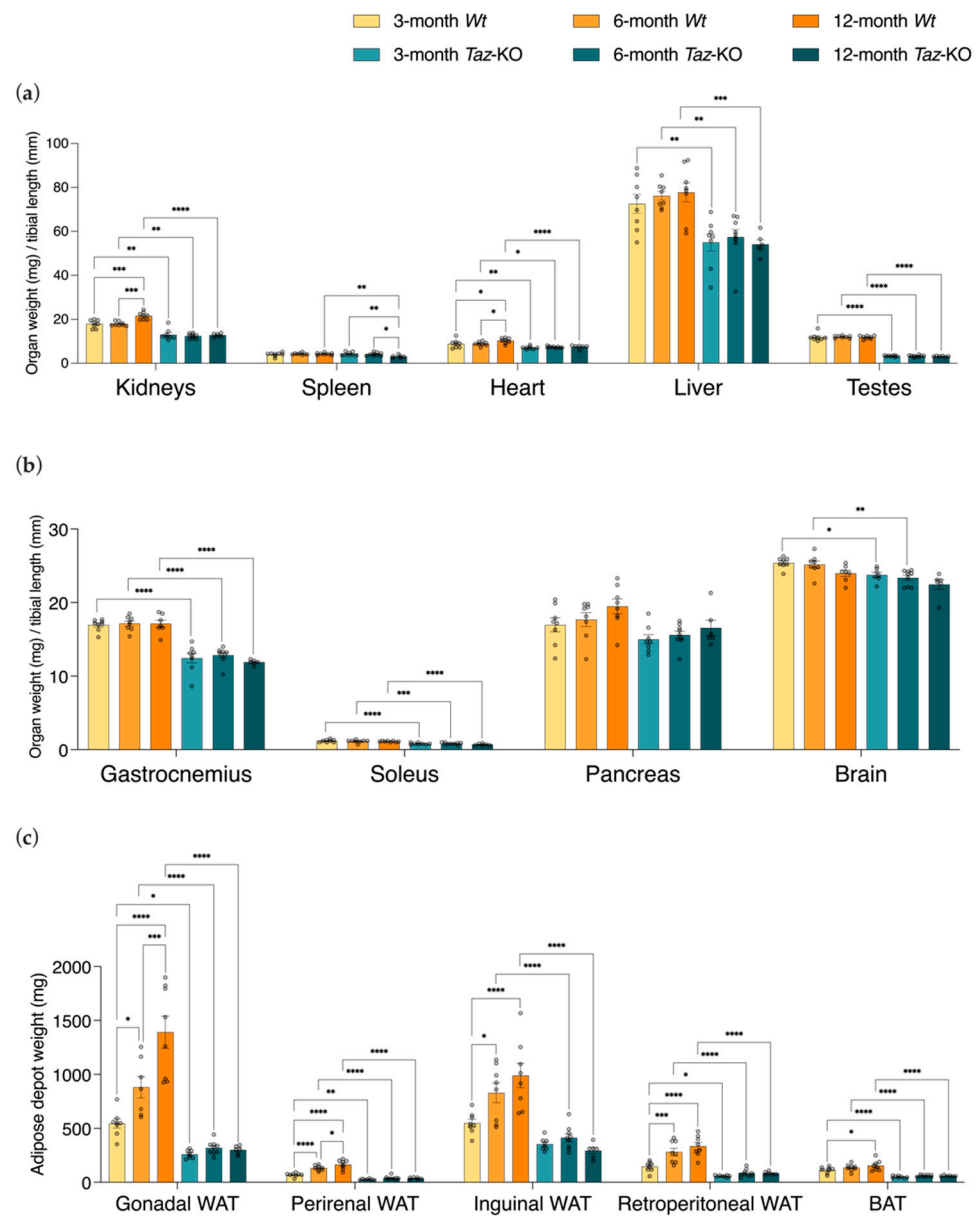 3-month Wt 6-month Wt 12-month Wt
3-month Taz-KO 6-month Taz-KO 12-month Taz-KO
(a)
Organ weight (mg) / tibial length (mm)
100
80
60
40
20
0
**** ** ** *** ***
** ** *
**** * ** * *
*** ** **
**** **** ****
Kidneys Spleen Heart Liver Testes
(b)
Organ weight (mg) / tibial length (mm)
30
20
10
0
**** **** ****
**** *** ****
** *
Gastrocnemius Soleus Pancreas Brain
(c)
Adipose depot weight (mg)
2000
1500
1000
500
0
**** **** * **** *** *
**** **** ** **** **** *
**** **** **** *
**** **** * **** ***
**** **** **** *
Gonadal WAT Perirenal WAT Inguinal WAT Retroperitoneal WAT BAT